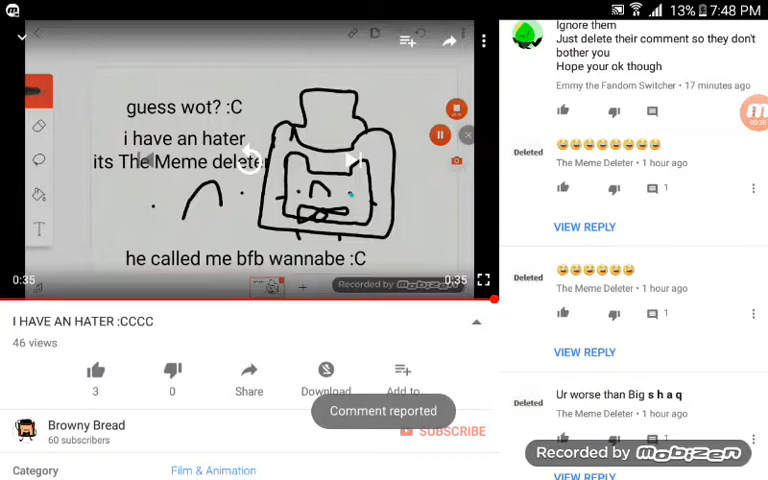 13% 7:48 PM
guess wot? :C
i have an hater
its The Meme deleter
he called me bfb wannabe :C
0:35
0:35
Recorded by mobizen
I HAVE AN HATER :CCCC
46 views
3
0
Share
Download
Add to
Comment reported
Browny Bread
60 subscribers
SUBSCRIBE
Category
Film & Animation
Ignore them
Just delete their comment so they don't
bother you
Hope your ok though
Emmy the Fandom Switcher • 17 minutes ago
00:36
Deleted
The Meme Deleter • 1 hour ago
1
VIEW REPLY
Deleted
The Meme Deleter • 1 hour ago
1
VIEW REPLY
Ur worse than Big s h a q
Deleted
The Meme Deleter • 1 hour ago
1
Recorded by mobizen
VIEW REPLY